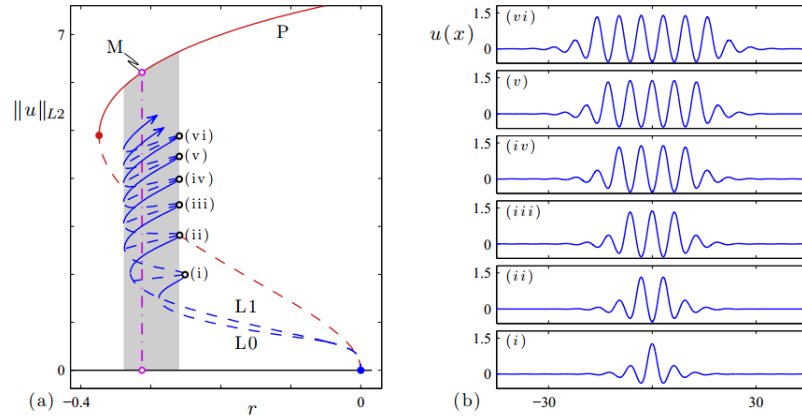 7
M
P
‖u‖L2
(vi)
(v)
(iv)
(iii)
(ii)
(i)
L1
L0
0
(a)
−0.4
r
0
u(x)
1.5
0
(vi)
1.5
0
(v)
1.5
0
(iv)
1.5
0
(iii)
1.5
0
(ii)
1.5
0
(i)
(b)
−30
x
30